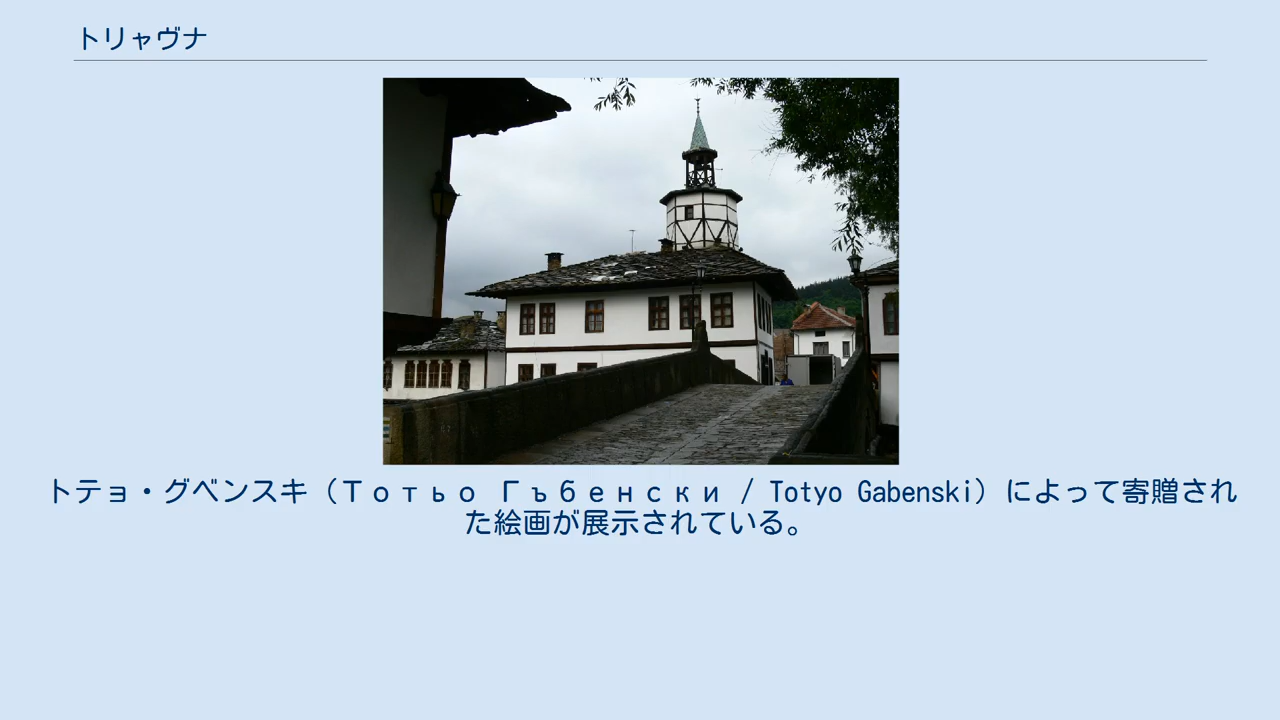 トリャヴナ
トテョ・グベンスキ（Тотьо Гъбенски / Totyo Gabenski）によって寄贈され
た絵画が展示されている。